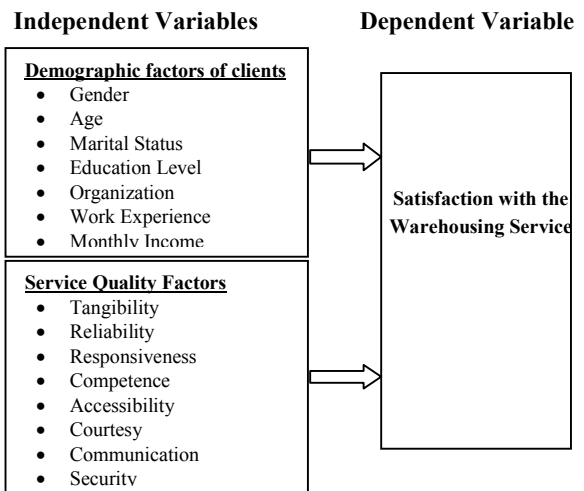 Independent Variables
Dependent Variable
Demographic factors of clients
• Gender
• Age
• Marital Status
• Education Level
• Organization
• Work Experience
• Monthly Income
Service Quality Factors
• Tangibility
• Reliability
• Responsiveness
• Competence
• Accessibility
• Courtesy
• Communication
• Security
Satisfaction with the
Warehousing Service